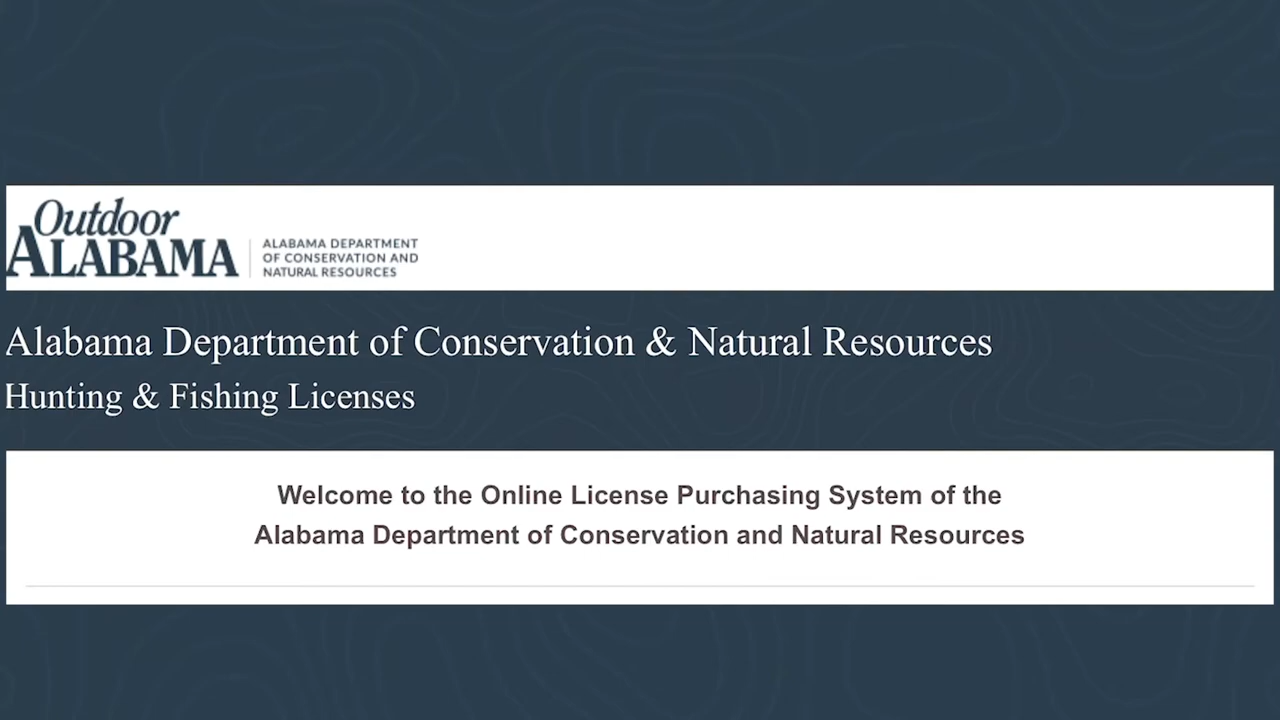 Outdoor
ALABAMA
ALABAMA DEPARTMENT
OF CONSERVATION AND
NATURAL RESOURCES
Alabama Department of Conservation & Natural Resources
Hunting & Fishing Licenses
Welcome to the Online License Purchasing System of the
Alabama Department of Conservation and Natural Resources